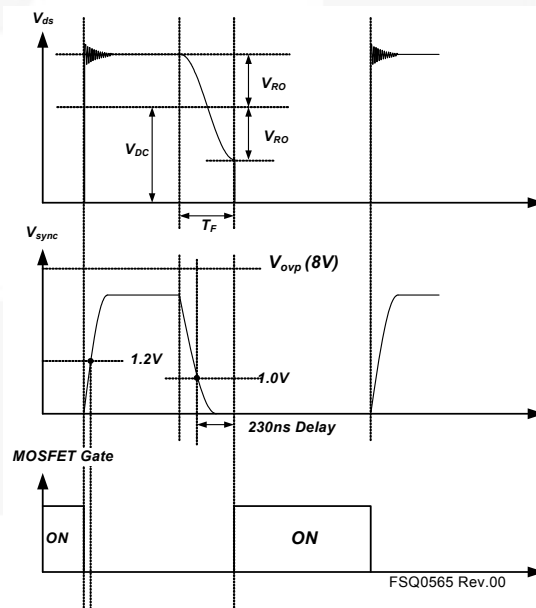 Vds
VRO
VRO
VDC
TF
Vsync
Vovp (8V)
1.2V
1.0V
230ns Delay
MOSFET Gate
ON
ON
FSQ0565 Rev.00